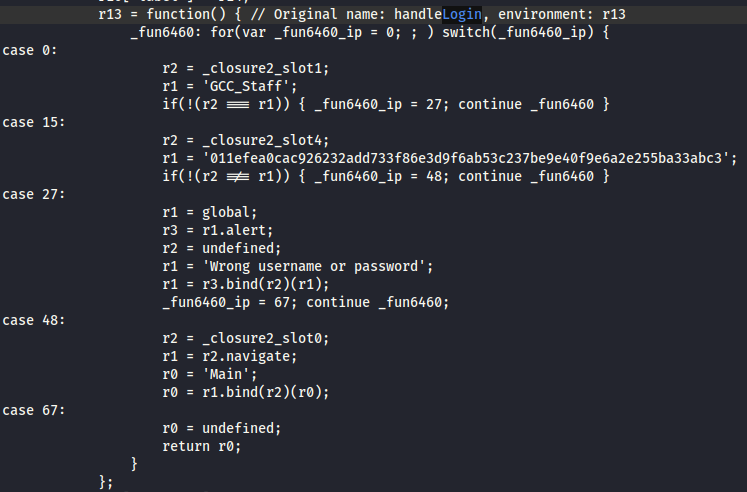 r13 = function() { // Original name: handleLogin, environment: r13
_fun6460: for(var _fun6460_ip = 0; ; ) switch(_fun6460_ip) {
case 0:
r2 = _closure2_slot1;
r1 = 'GCC_Staff';
if(!(r2 === r1)) { _fun6460_ip = 27; continue _fun6460 }
case 15:
r2 = _closure2_slot4;
r1 = '011efea0cac926232add733f86e3d9f6ab53c237be9e40f9e6a2e255ba33abc3';
if(!(r2 !== r1)) { _fun6460_ip = 48; continue _fun6460 }
case 27:
r1 = global;
r3 = r1.alert;
r2 = undefined;
r1 = 'Wrong username or password';
r1 = r3.bind(r2)(r1);
_fun6460_ip = 67; continue _fun6460;
case 48:
r2 = _closure2_slot0;
r1 = r2.navigate;
r0 = 'Main';
r0 = r1.bind(r2)(r0);
case 67:
r0 = undefined;
return r0;
}
};